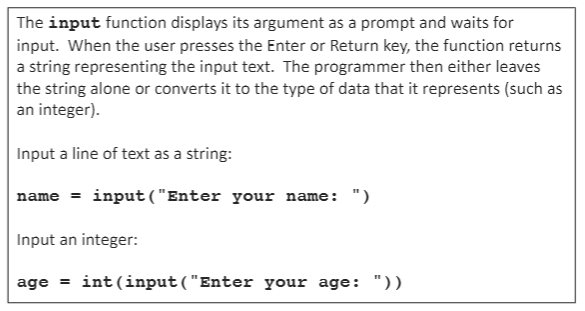 The input function displays its argument as a prompt and waits for
input.  When the user presses the Enter or Return key, the function returns
a string representing the input text.  The programmer then either leaves
the string alone or converts it to the type of data that it represents (such as
an integer).
Input a line of text as a string:
name = input("Enter your name: ")
Input an integer:
age = int(input("Enter your age: "))